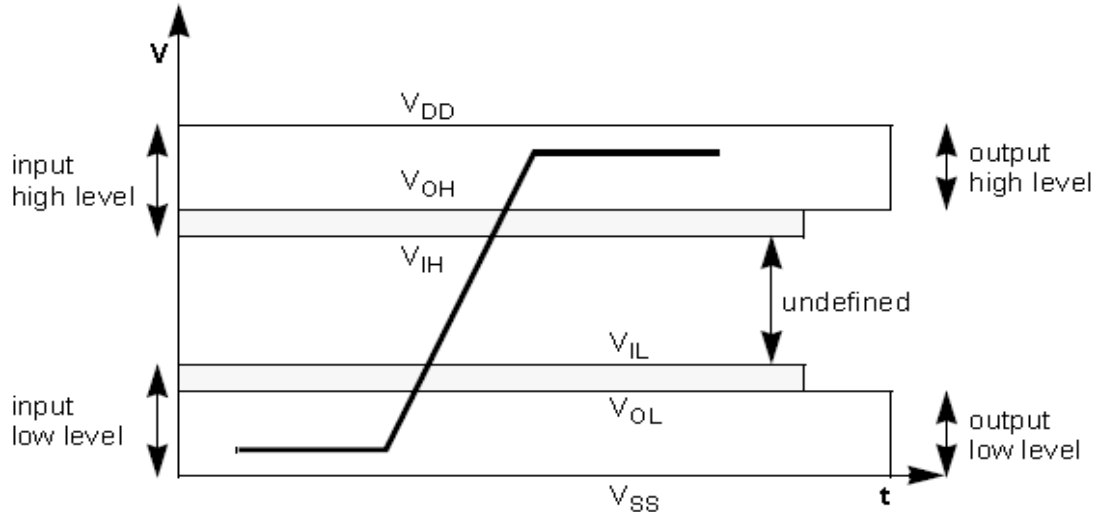 V
V_DD
input
high level
output
high level
V_OH
V_IH
undefined
V_IL
input
low level
V_OL
output
low level
V_SS
t